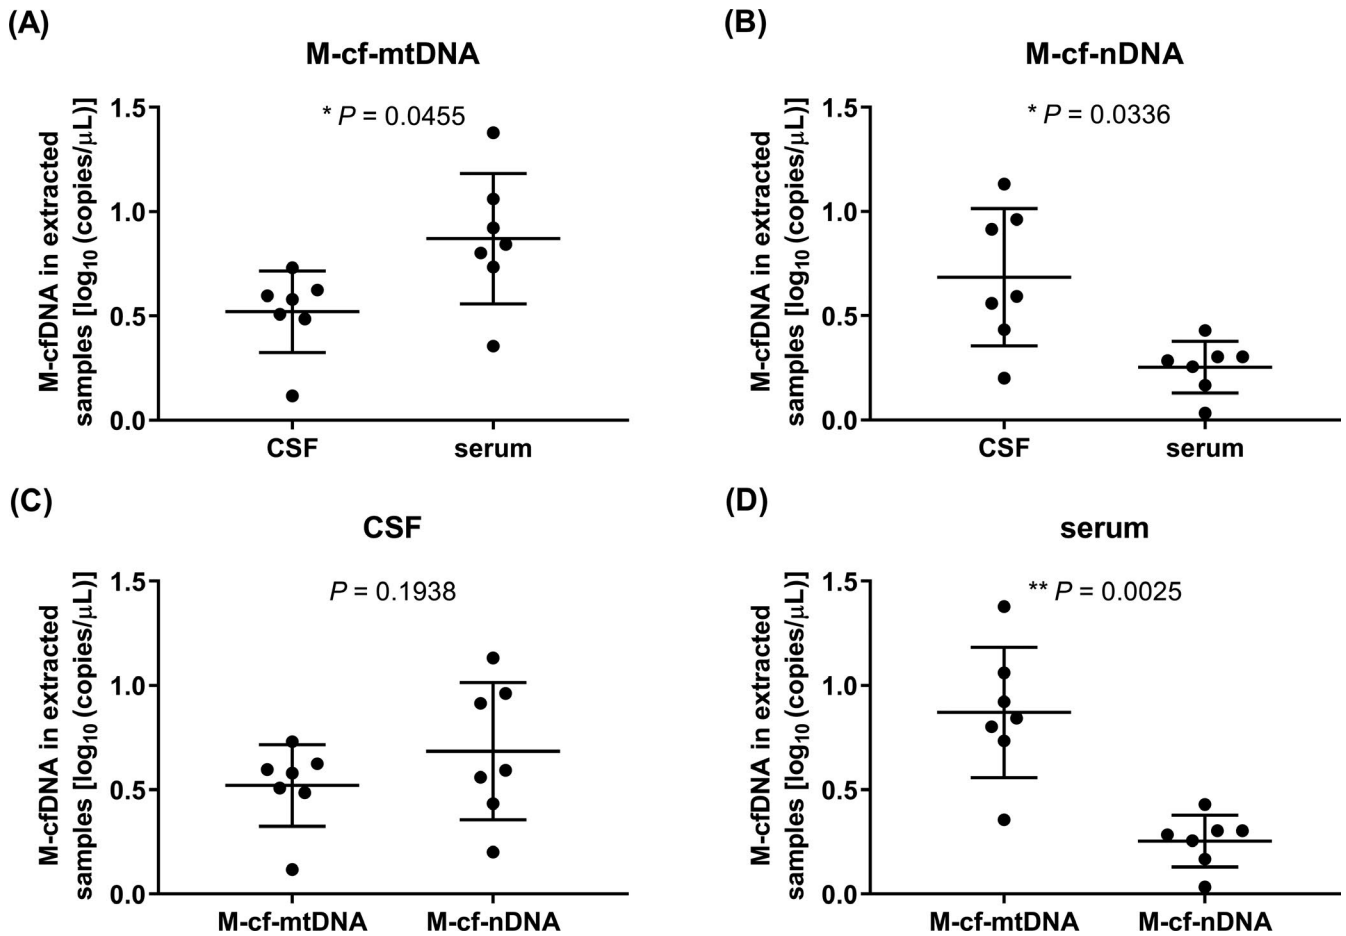 (A)
M-cf-mtDNA
* P = 0.0455
M-cfDNA in extracted
samples [log10 (copies/μL)]
1.5
1.0
0.5
0.0
CSF
serum
(B)
M-cf-nDNA
* P = 0.0336
M-cfDNA in extracted
samples [log10 (copies/μL)]
1.5
1.0
0.5
0.0
CSF
serum
(C)
CSF
P = 0.1938
M-cfDNA in extracted
samples [log10 (copies/μL)]
1.5
1.0
0.5
0.0
M-cf-mtDNA
M-cf-nDNA
(D)
serum
** P = 0.0025
M-cfDNA in extracted
samples [log10 (copies/μL)]
1.5
1.0
0.5
0.0
M-cf-mtDNA
M-cf-nDNA